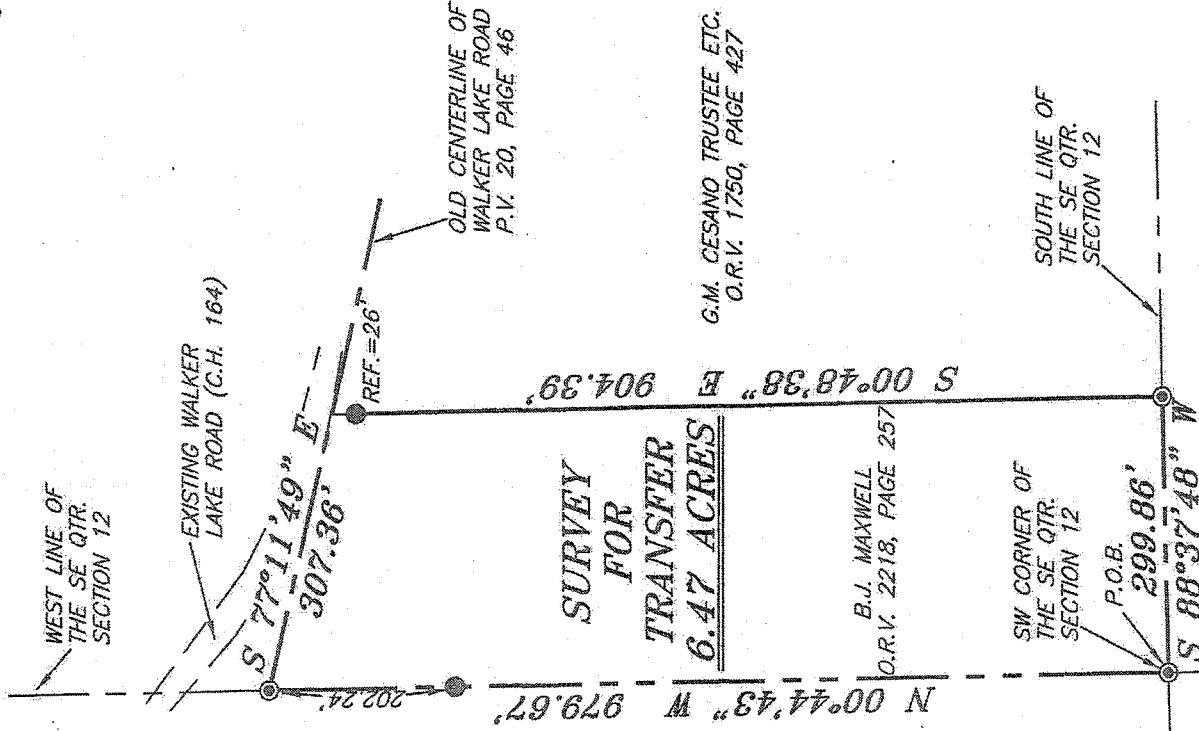 WEST LINE OF
THE SE QTR.
SECTION 12
EXISTING WALKER
LAKE ROAD (C.H. 164)
OLD CENTERLINE OF
WALKER LAKE ROAD
P.V. 20, PAGE 46
S 77°11'49" E
307.36'
REF.=26'
202.24'
G.M. CESANO TRUSTEE ETC.
O.R.V. 1750, PAGE 427
S 00°48'38" E 904.39'
SURVEY
FOR
TRANSFER
6.47 ACRES
B.J. MAXWELL
O.R.V. 2218, PAGE 257
N 00°44'43" W 979.67'
SOUTH LINE OF
THE SE QTR.
SECTION 12
SW CORNER OF
THE SE QTR.
SECTION 12
P.O.B.
299.86'
S 88°37'48" W